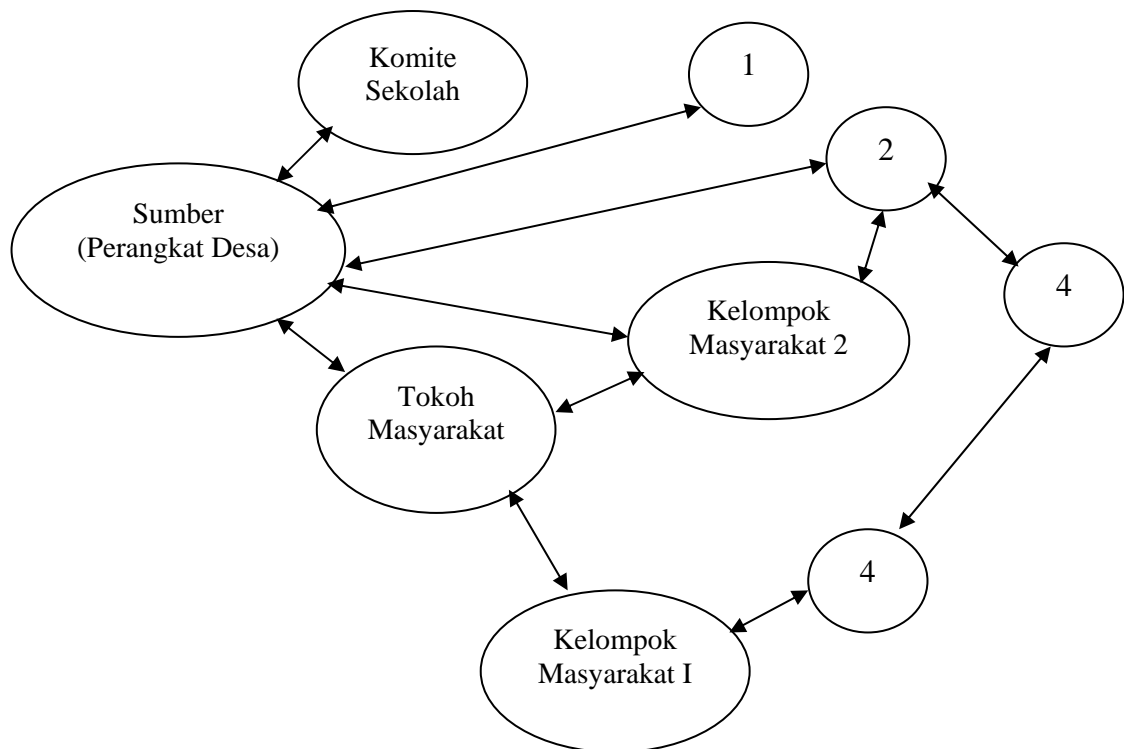 Komite
Sekolah
1
2
Sumber
(Perangkat Desa)
4
Kelompok
Masyarakat 2
Tokoh
Masyarakat
4
Kelompok
Masyarakat I